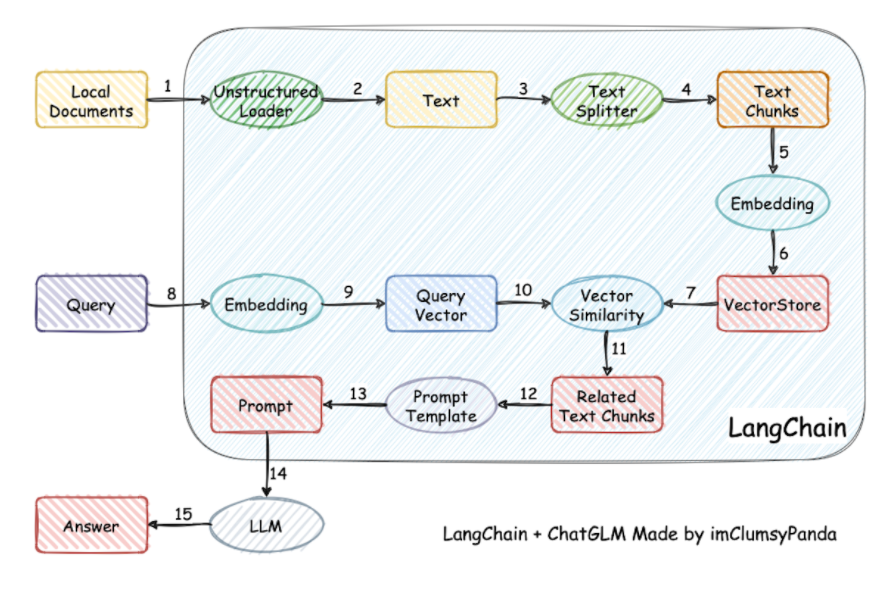 1
2
3
4
Local
Documents
Unstructured
Loader
Text
Text
Splitter
Text
Chunks
5
Embedding
6
8
9
10
7
Query
Embedding
Query
Vector
Vector
Similarity
VectorStore
11
13
12
Prompt
Prompt
Template
Related
Text Chunks
LangChain
14
15
Answer
LLM
LangChain + ChatGLM Made by imClumsyPanda